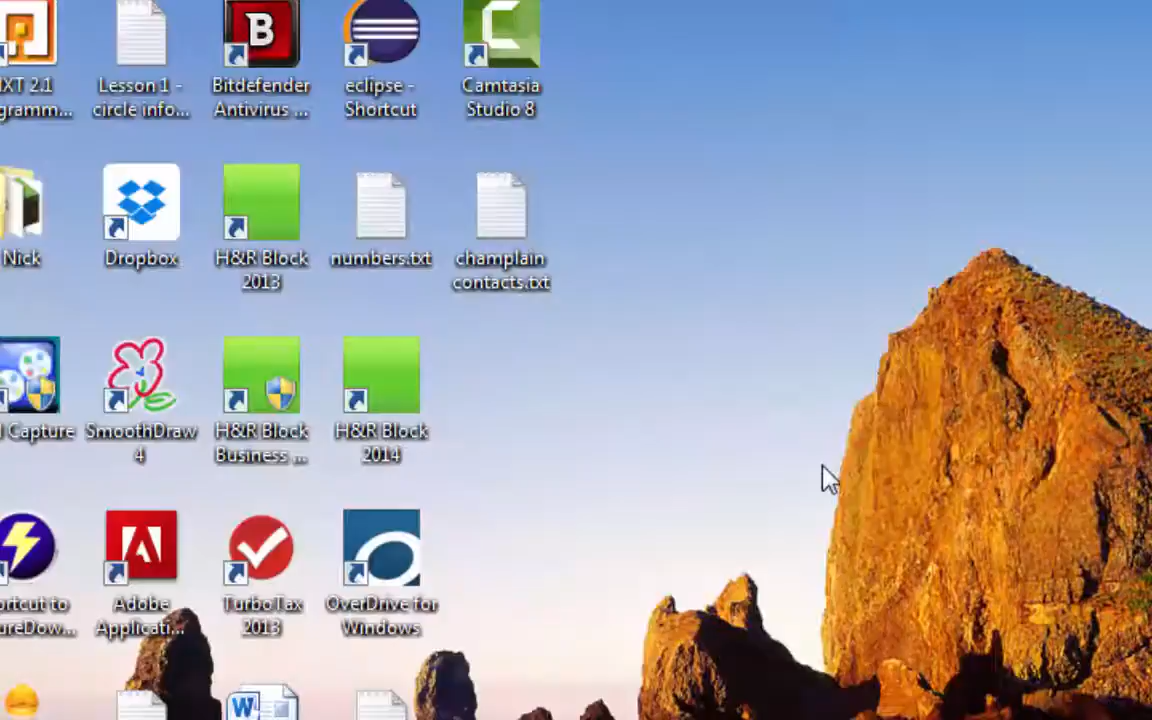 IXT 2.1
gramm...
Lesson 1 -
circle info...
Bitdefender
Antivirus ...
eclipse -
Shortcut
Camtasia
Studio 8
Nick
Dropbox
H&R Block
2013
numbers.txt
champlain
contacts.txt
l Capture
SmoothDraw
4
H&R Block
Business ...
H&R Block
2014
ortcut to
ureDow...
Adobe
Applicati...
TurboTax
2013
OverDrive for
Windows